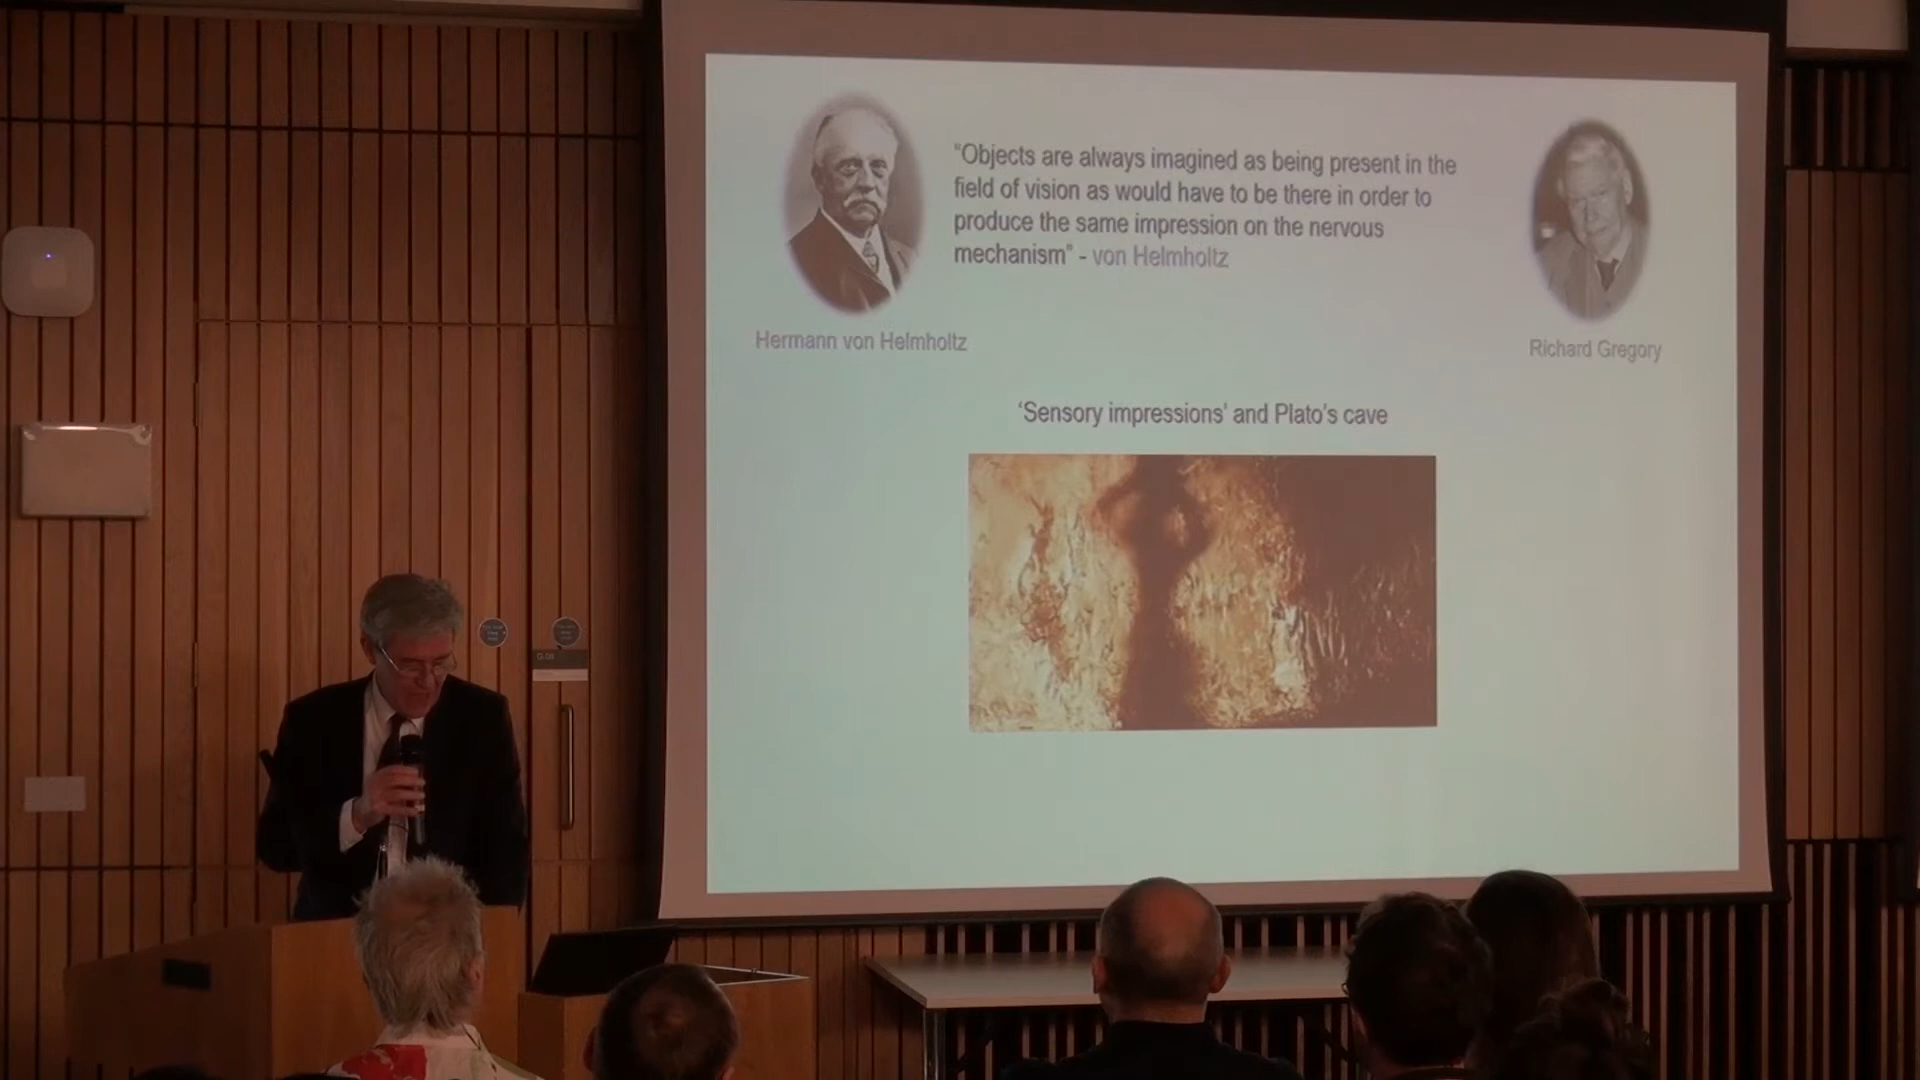 "Objects are always imagined as being present in the
field of vision as would have to be there in order to
produce the same impression on the nervous
mechanism" - von Helmholtz
Hermann von Helmholtz
Richard Gregory
'Sensory impressions' and Plato's cave